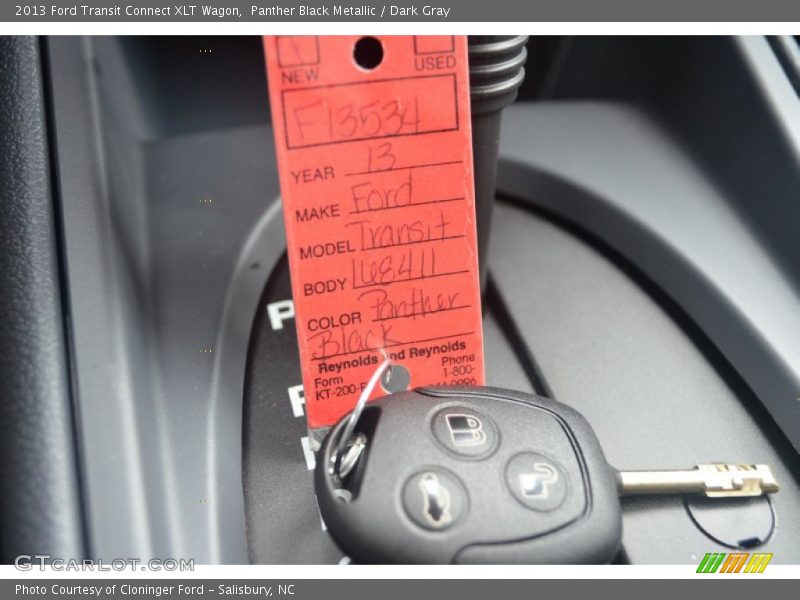 2013 Ford Transit Connect XLT Wagon,  Panther Black Metallic / Dark Gray
NEW USED
F13534
YEAR 13
MAKE Ford
MODEL Transit
BODY 168411
COLOR Panther
Black
Reynolds and Reynolds
Form Phone
KT-200- 1-800-
P
R
GTCARLOT.COM
Photo Courtesy of Cloninger Ford – Salisbury, NC